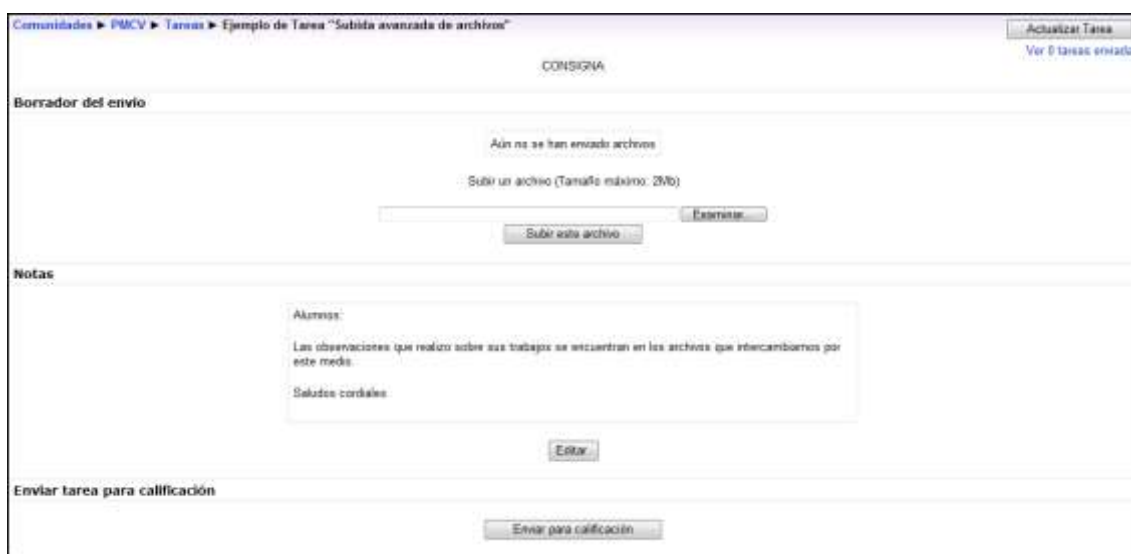 Comunidades ► PMCV ► Tareas ► Ejemplo de Tarea "Subida avanzada de archivos"
Actualizar Tarea
Ver 0 tareas enviada
CONSIGNA
Borrador del envío
Aún no se han enviado archivos
Subir un archivo (Tamaño máximo: 2Mb)
Examinar...
Subir este archivo
Notas
Alumnos:
Las observaciones que realizo sobre sus trabajos se encuentran en los archivos que intercambiamos por
este medio.
Saludos cordiales
Editar
Enviar tarea para calificación
Enviar para calificación